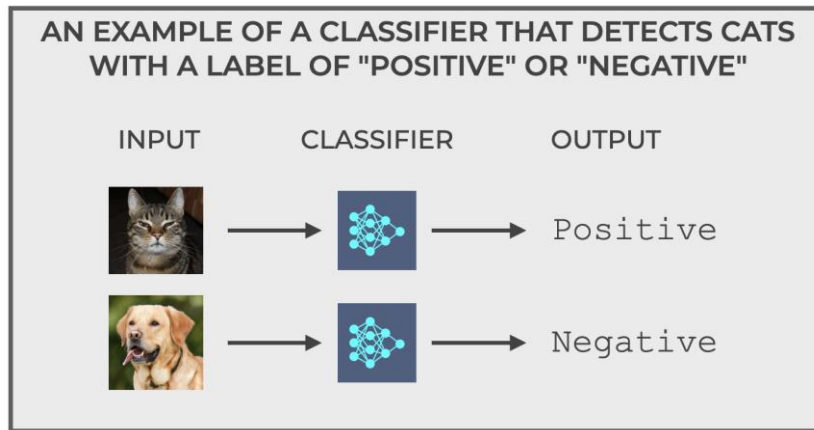 AN EXAMPLE OF A CLASSIFIER THAT DETECTS CATS
WITH A LABEL OF "POSITIVE" OR "NEGATIVE"
INPUT CLASSIFIER OUTPUT
Positive
Negative